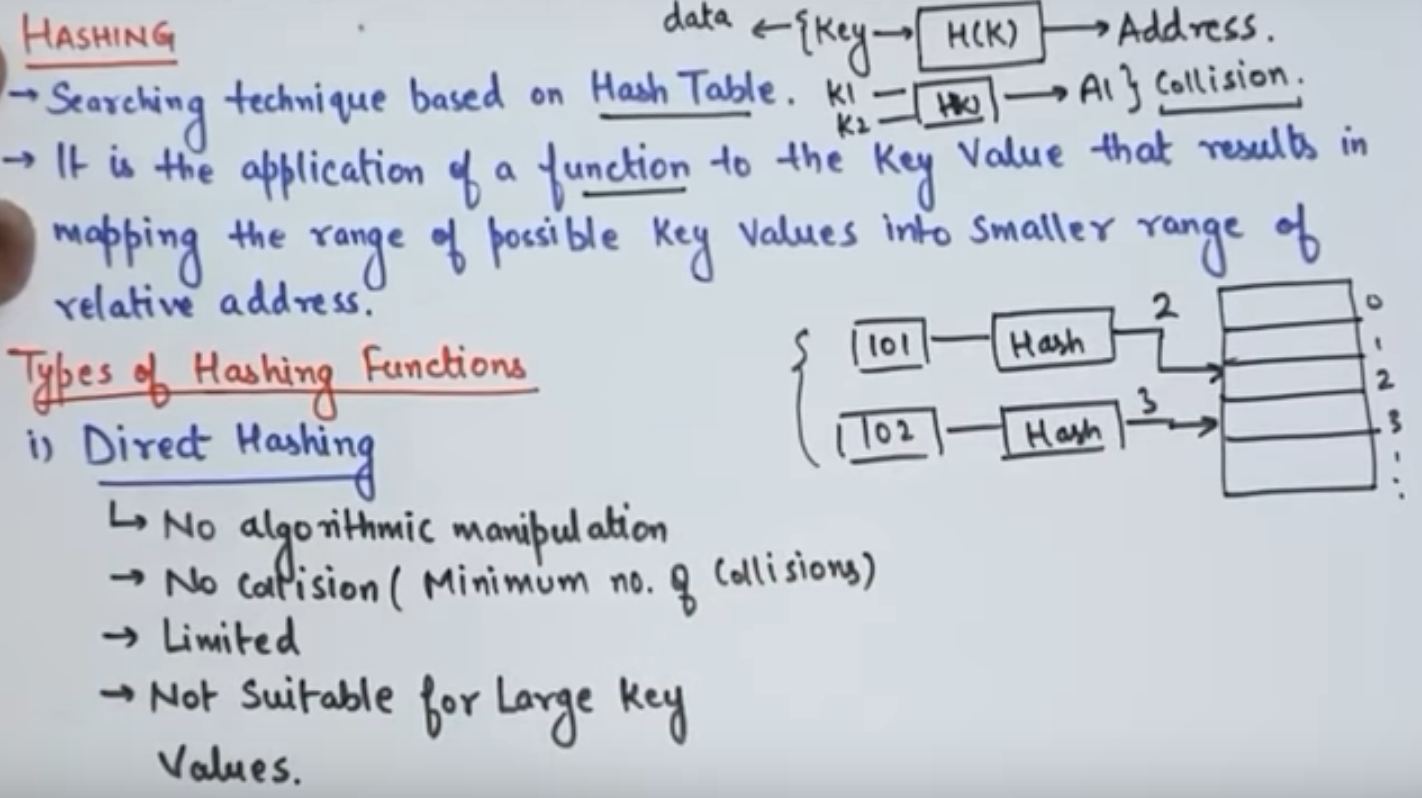 HASHING
data ← {Key → H(K) → Address.
→ Searching technique based on Hash Table.
K1
K2
H(K) → A1 } Collision.
→ It is the application of a function to the Key Value that results in
mapping the range of possible Key Values into smaller range of
relative address.
Types of Hashing Functions
i) Direct Hashing
↳ No algorithmic manipulation
→ No collision ( Minimum no. of Collisions)
→ Limited
→ Not Suitable for Large Key
Values.
{ 101 Hash 2
102 Hash 3
0
1
2
3